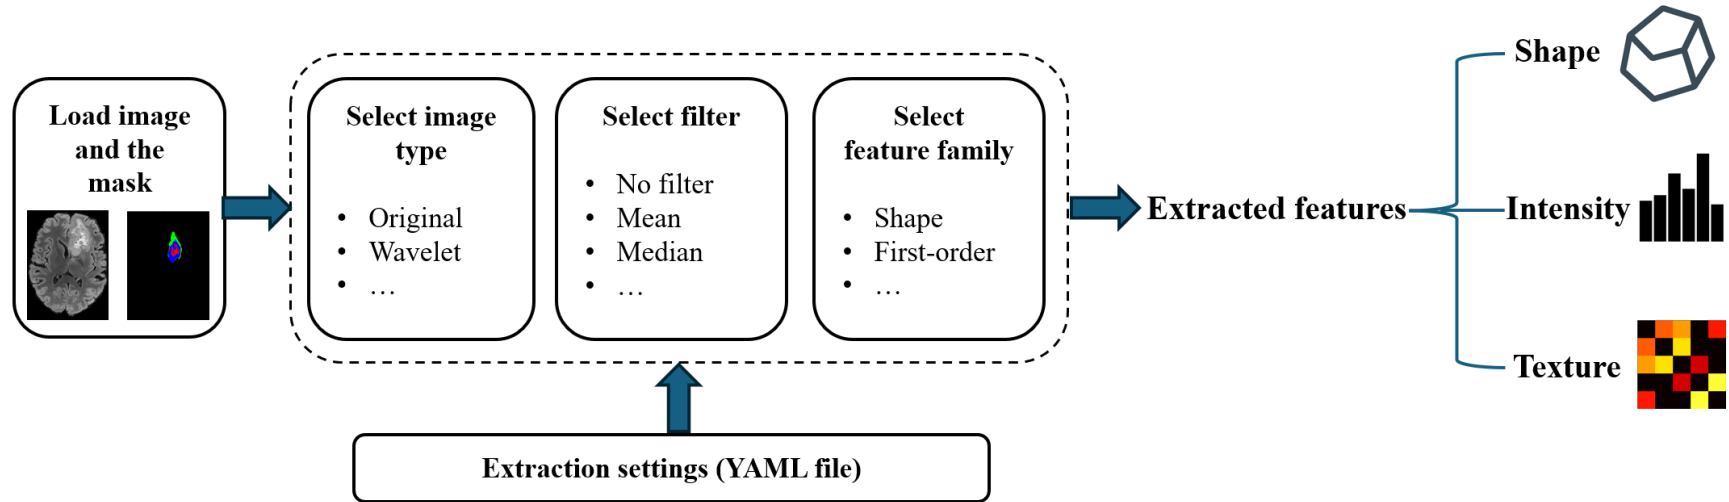 Load image
and the
mask
Select image
type
• Original
• Wavelet
• …
Select filter
• No filter
• Mean
• Median
• …
Select
feature family
• Shape
• First-order
• …
Extraction settings (YAML file)
Extracted features
Shape
Intensity
Texture